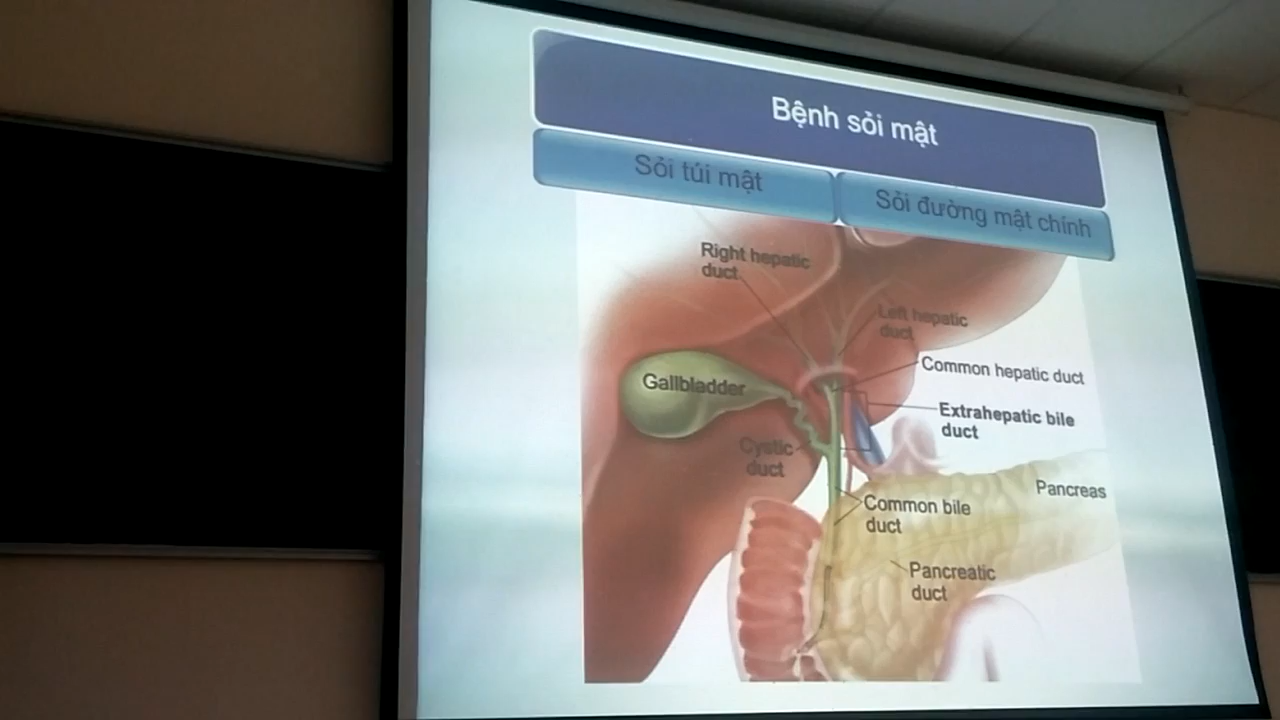 Bệnh sỏi mật
Sỏi túi mật
Sỏi đường mật chính
Right hepatic
duct
Left hepatic
duct
Common hepatic duct
Gallbladder
Extrahepatic bile
duct
Cystic
duct
Pancreas
Common bile
duct
Pancreatic
duct